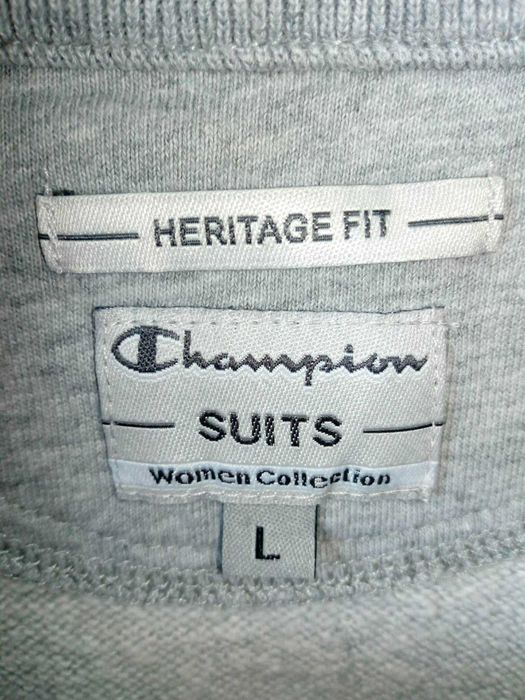 HERITAGE FIT
Champion
SUITS
Women Collection
L